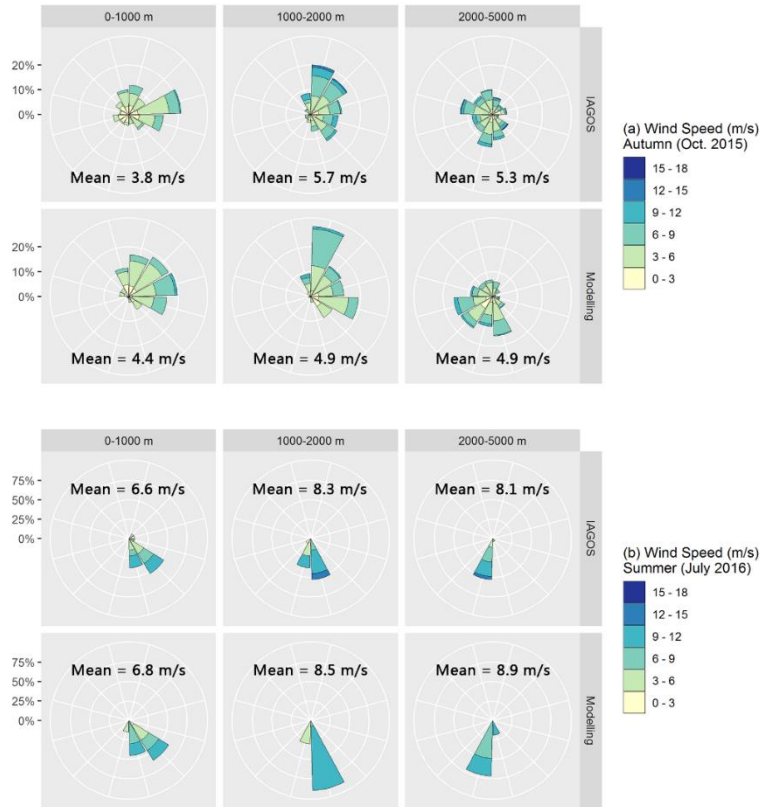 0-1000 m 1000-2000 m 2000-5000 m
20%
10%
0%
Mean = 3.8 m/s Mean = 5.7 m/s Mean = 5.3 m/s
IAGOS
20%
10%
0%
Mean = 4.4 m/s Mean = 4.9 m/s Mean = 4.9 m/s
Modelling
(a) Wind Speed (m/s)
Autumn (Oct. 2015)
15 - 18
12 - 15
9 - 12
6 - 9
3 - 6
0 - 3
0-1000 m 1000-2000 m 2000-5000 m
Mean = 6.6 m/s Mean = 8.3 m/s Mean = 8.1 m/s
75%
50%
25%
0%
IAGOS
Mean = 6.8 m/s Mean = 8.5 m/s Mean = 8.9 m/s
75%
50%
25%
0%
Modelling
(b) Wind Speed (m/s)
Summer (July 2016)
15 - 18
12 - 15
9 - 12
6 - 9
3 - 6
0 - 3